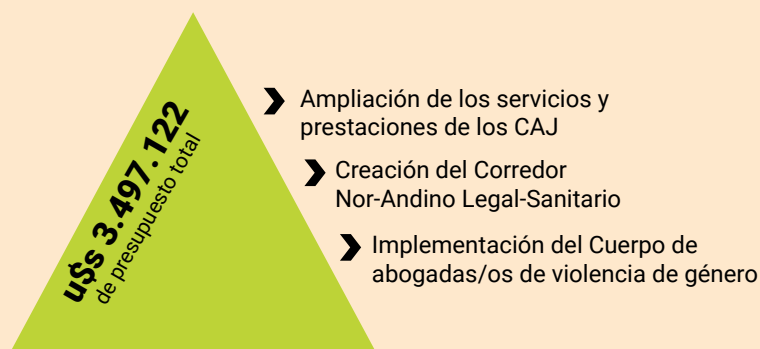 u$s 3.497.122
de presupuesto total
Ampliación de los servicios y
prestaciones de los CAJ
Creación del Corredor
Nor-Andino Legal-Sanitario
Implementación del Cuerpo de
abogadas/os de violencia de género